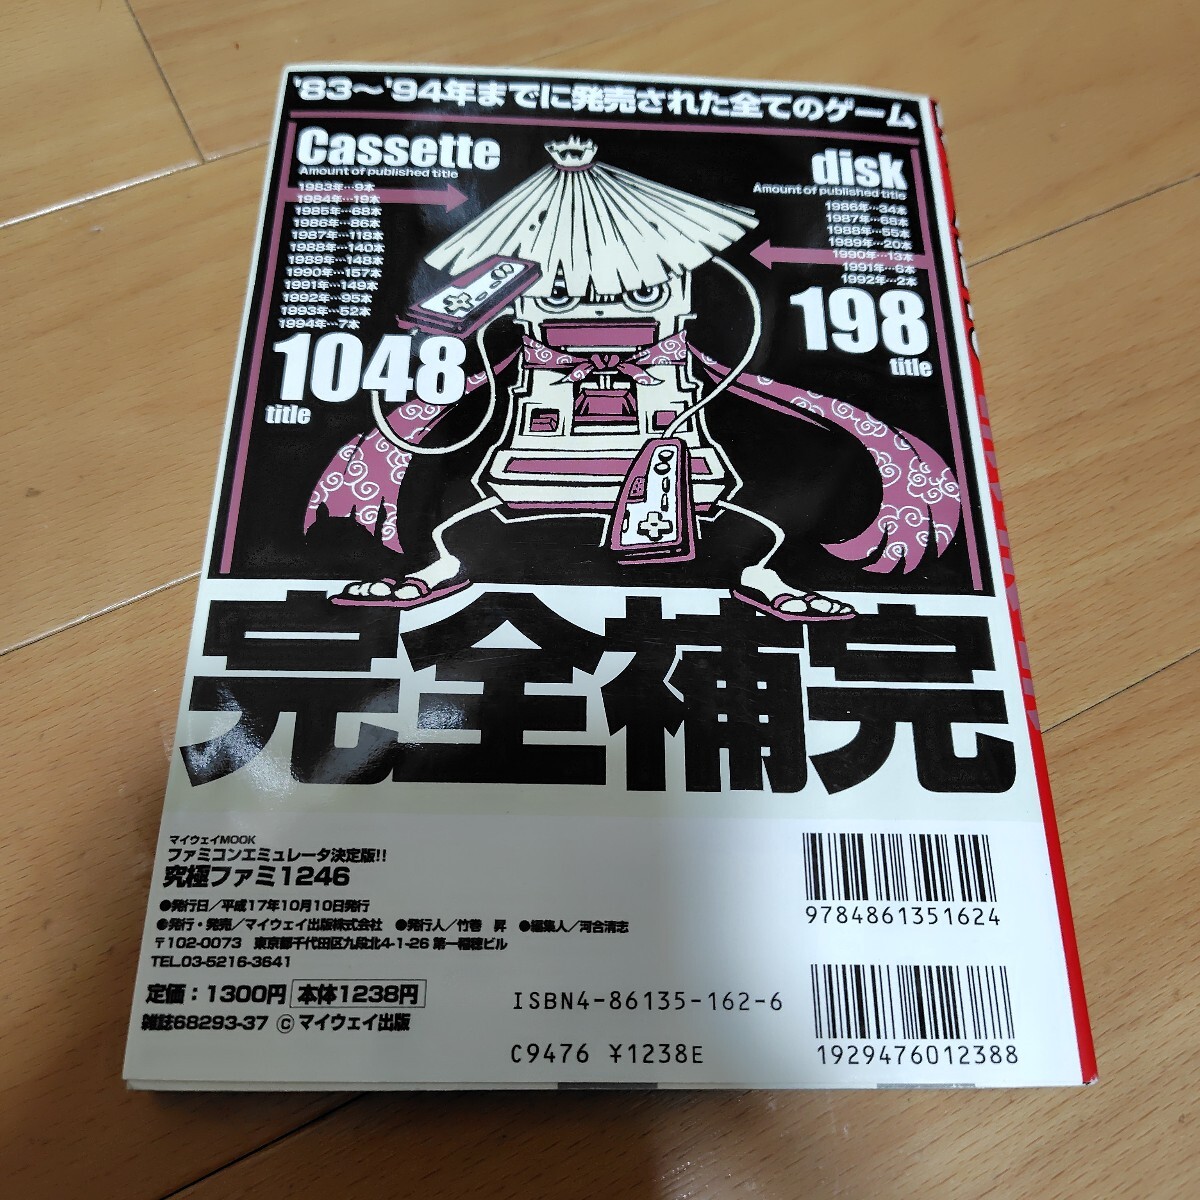 '83〜'94年までに発売された全てのゲーム
Cassette
Amount of published title
1983年…9本
1984年…19本
1985年…68本
1986年…86本
1987年…118本
1988年…140本
1989年…148本
1990年…157本
1991年…149本
1992年…95本
1993年…52本
1994年…7本
1048
title
disk
Amount of published title
1986年…34本
1987年…68本
1988年…55本
1989年…20本
1990年…13本
1991年…6本
1992年…2本
198
title
完全補完
マイウェイMOOK
ファミコンエミュレータ決定版!!
究極ファミ1246
●発行日/平成17年10月10日発行
●発行・発売/マイウェイ出版株式会社 ●発行人/竹巻 昇 ●編集人/河合清志
〒102-0073 東京都千代田区九段北4-1-26 第一稲穂ビル
TEL.03-5216-3641
定価：1300円 本体1238円
雑誌68293-37 ©マイウェイ出版
9784861351624
ISBN4-86135-162-6
C9476 ¥1238E
1929476012388